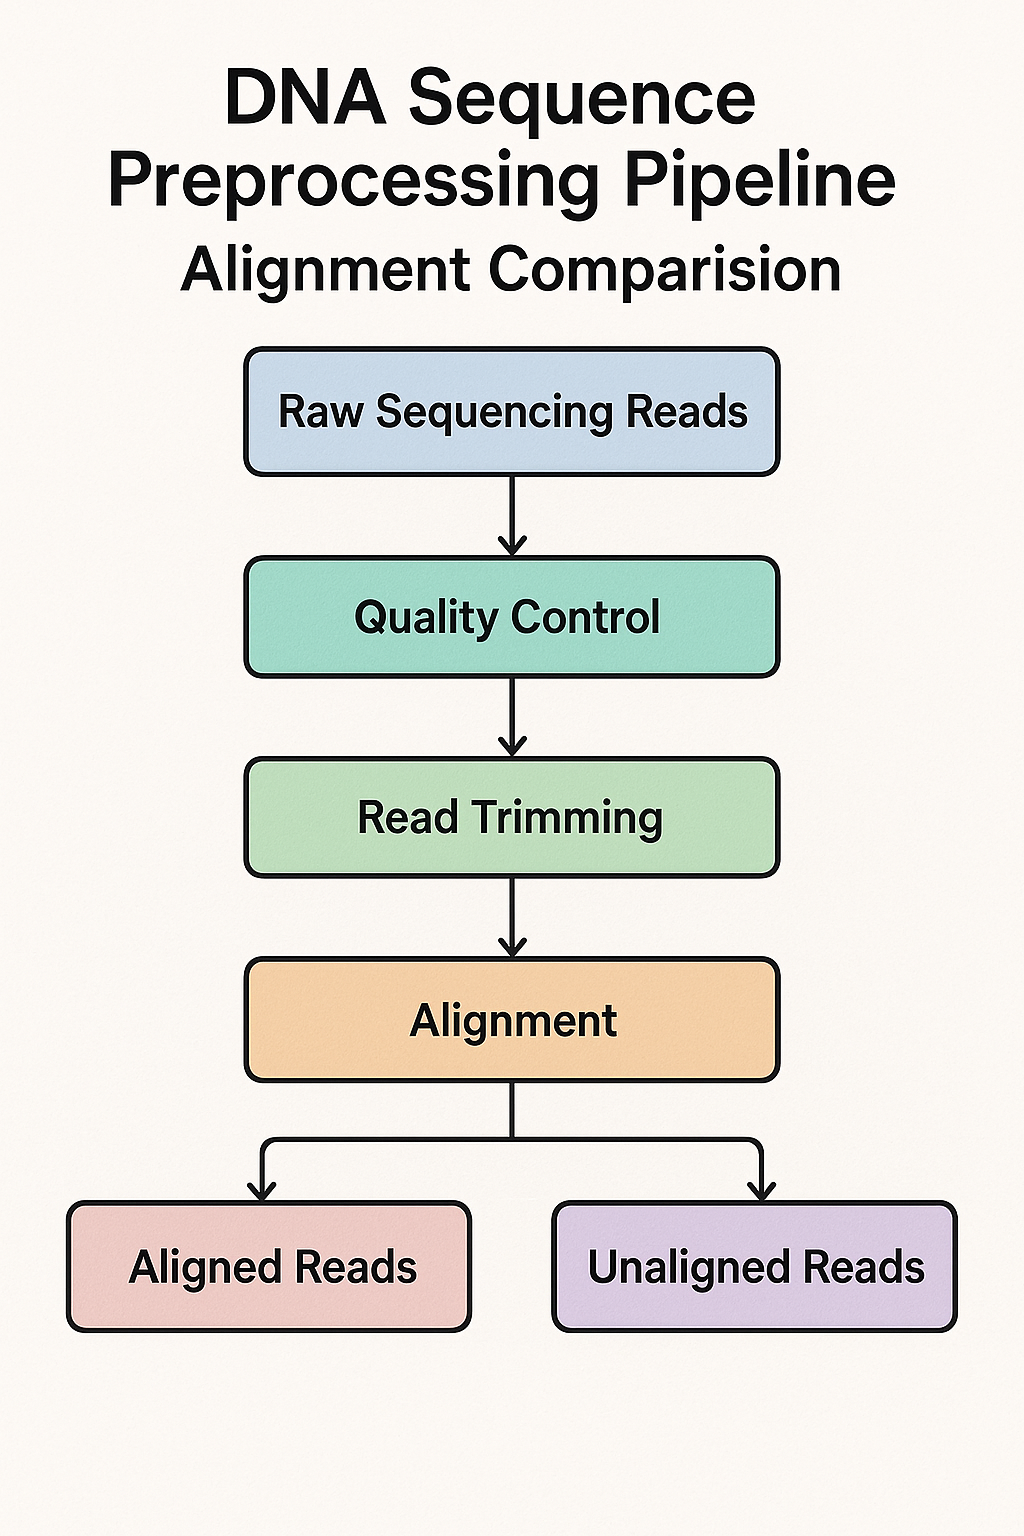 DNA Sequence
Preprocessing Pipeline
Alignment Comparision
Raw Sequencing Reads
Quality Control
Read Trimming
Alignment
Aligned Reads
Unaligned Reads